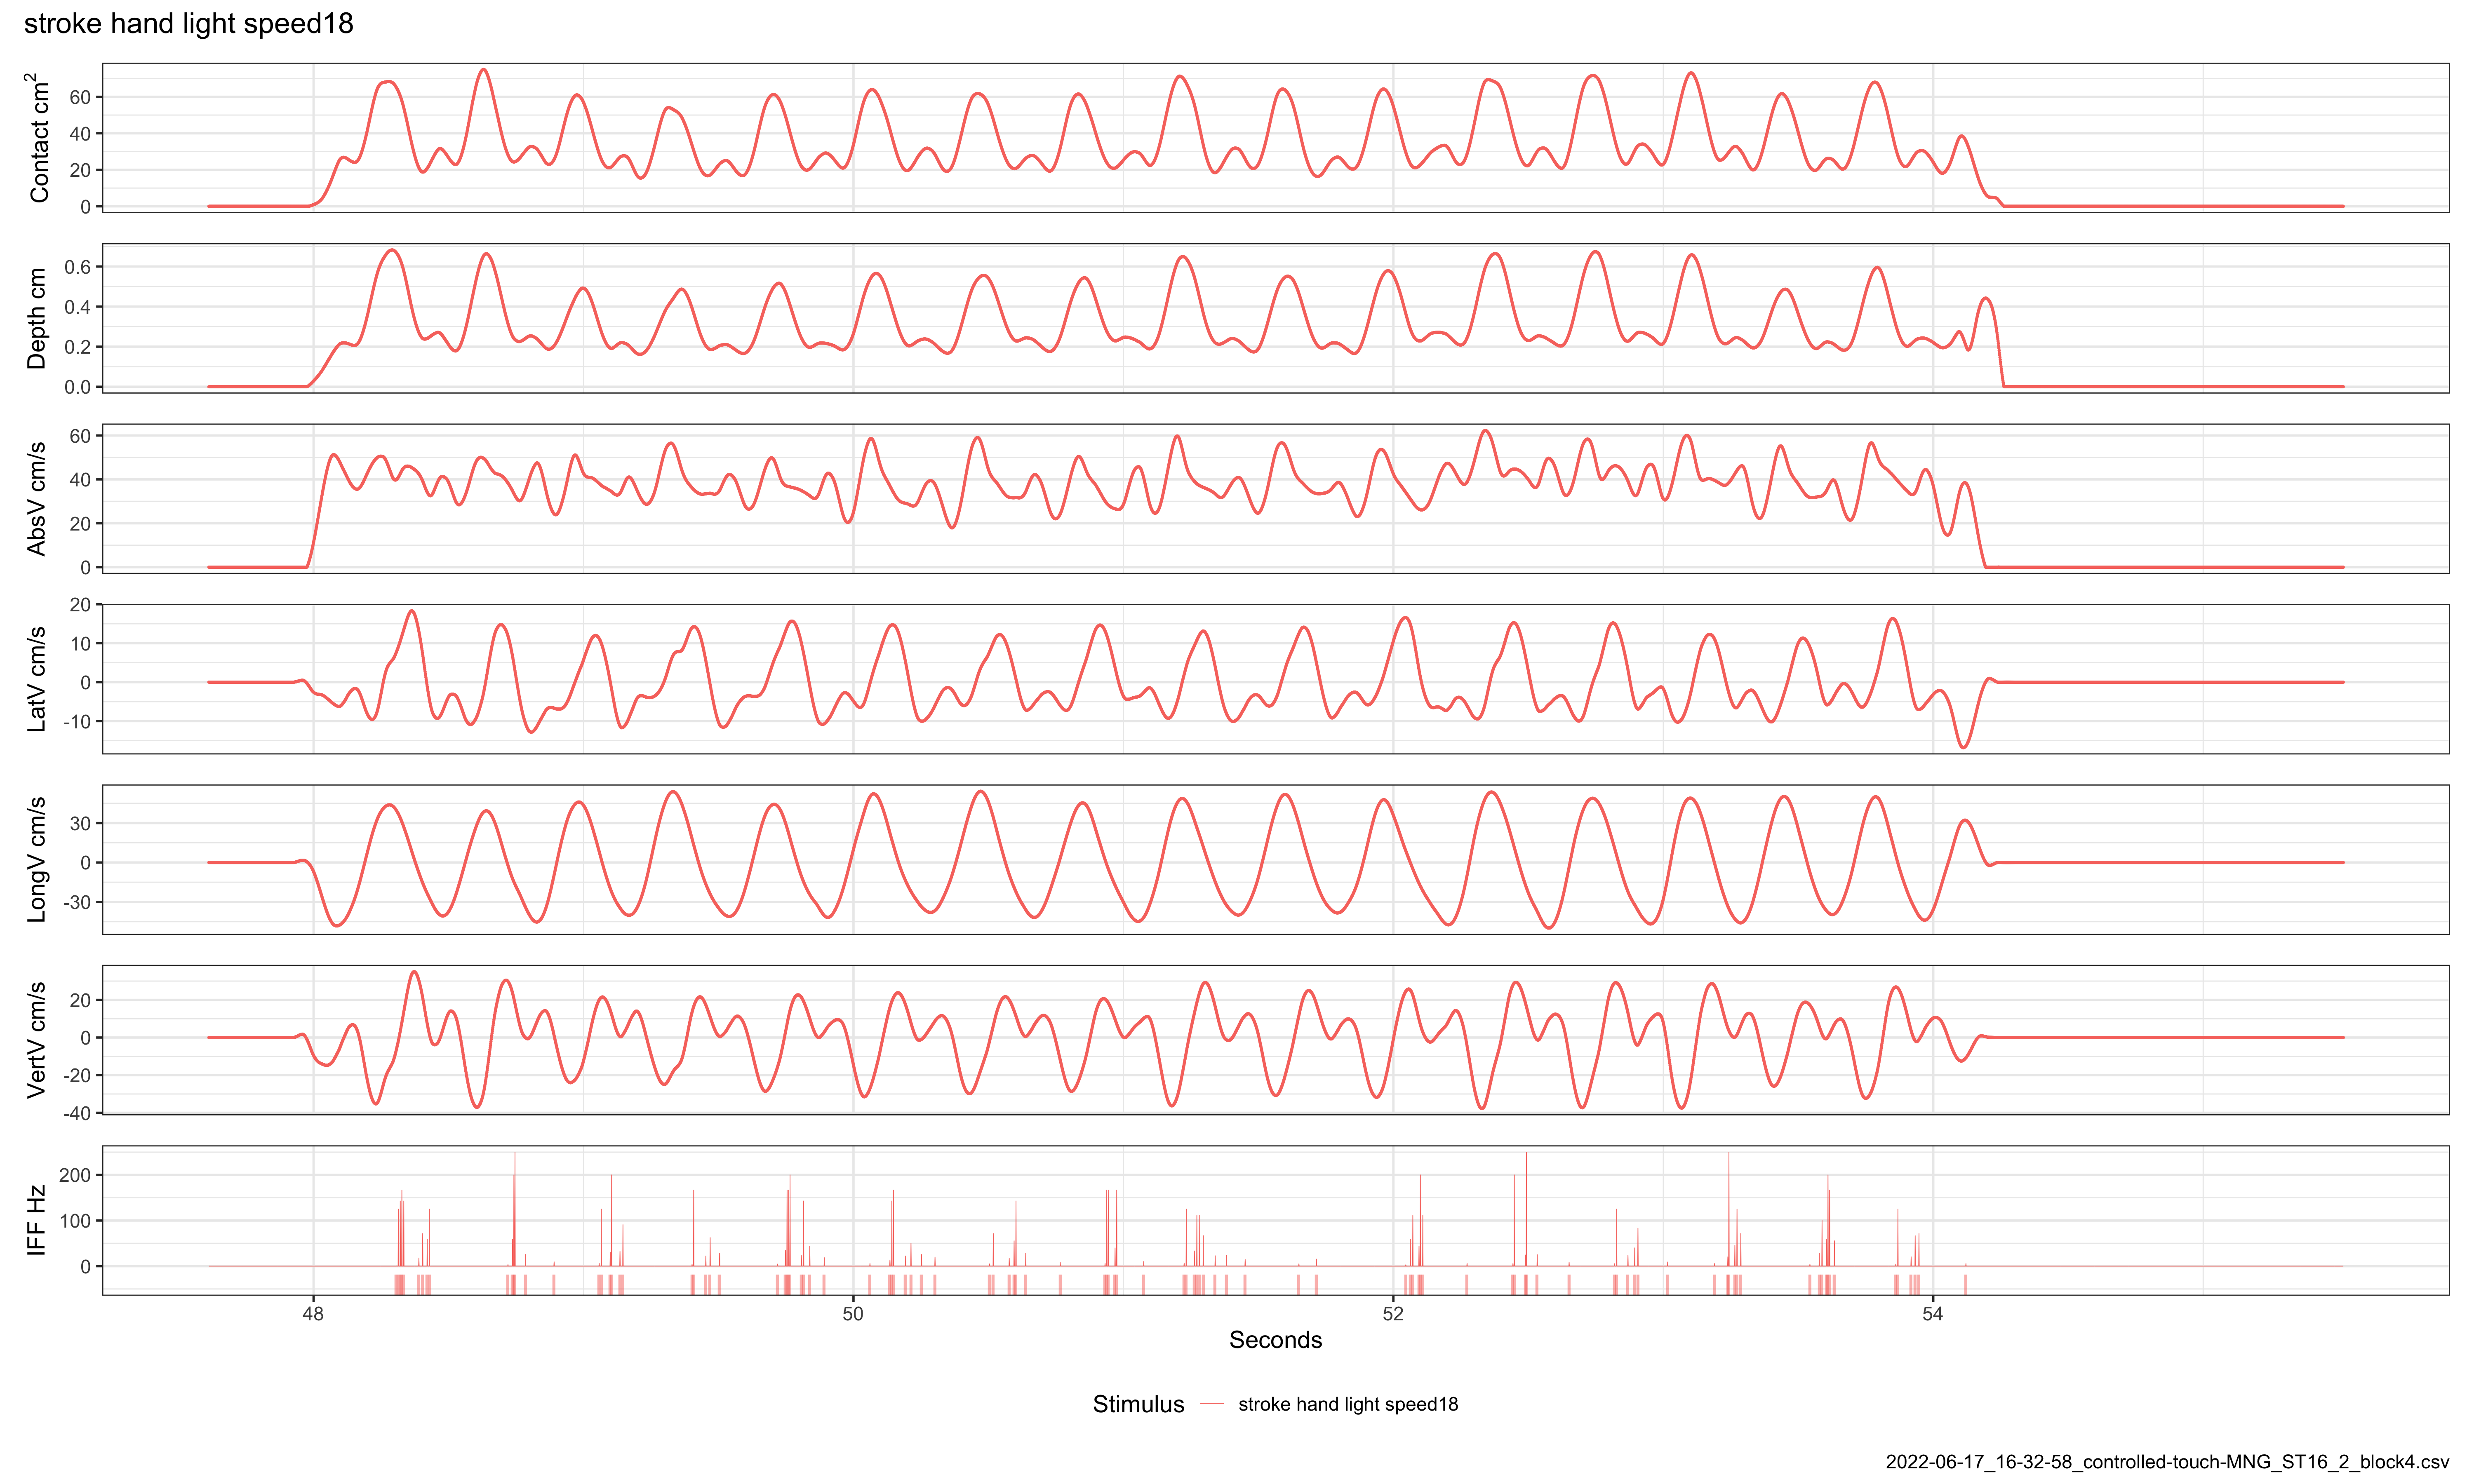 stroke hand light speed18
Contact cm²
60
40
20
0
Depth cm
0.6
0.4
0.2
0.0
AbsV cm/s
60
40
20
0
LatV cm/s
20
10
0
-10
LongV cm/s
30
0
-30
VertV cm/s
20
0
-20
-40
IFF Hz
200
100
0
48 50 52 54
Seconds
Stimulus stroke hand light speed18
2022-06-17_16-32-58_controlled-touch-MNG_ST16_2_block4.csv